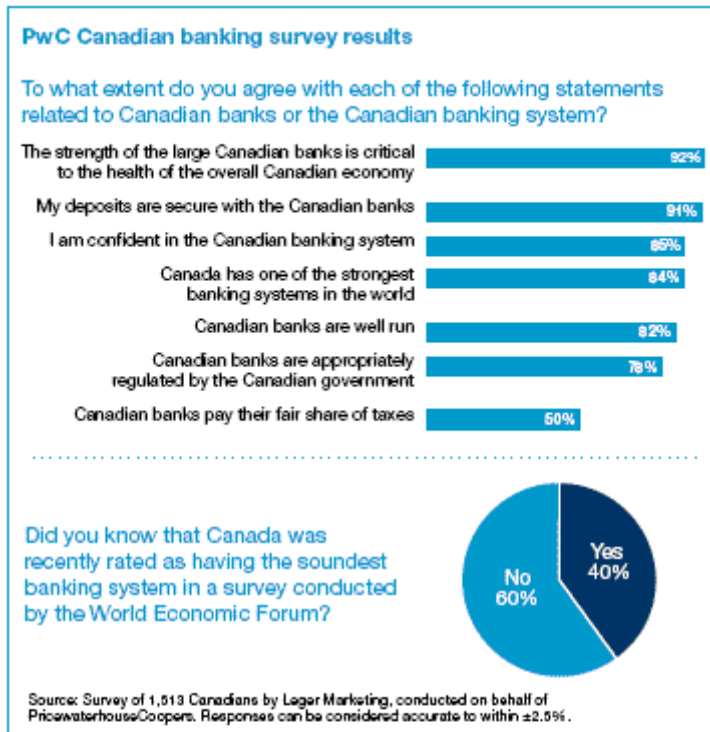 PwC Canadian banking survey results
To what extent do you agree with each of the following statements
related to Canadian banks or the Canadian banking system?
The strength of the large Canadian banks is critical
to the health of the overall Canadian economy
92%
My deposits are secure with the Canadian banks
91%
I am confident in the Canadian banking system
85%
Canada has one of the strongest
banking systems in the world
84%
Canadian banks are well run
82%
Canadian banks are appropriately
regulated by the Canadian government
78%
Canadian banks pay their fair share of taxes
50%
Did you know that Canada was
recently rated as having the soundest
banking system in a survey conducted
by the World Economic Forum?
No
60%
Yes
40%
Source: Survey of 1,513 Canadians by Leger Marketing, conducted on behalf of
PricewaterhouseCoopers. Responses can be considered accurate to within ±2.5%.